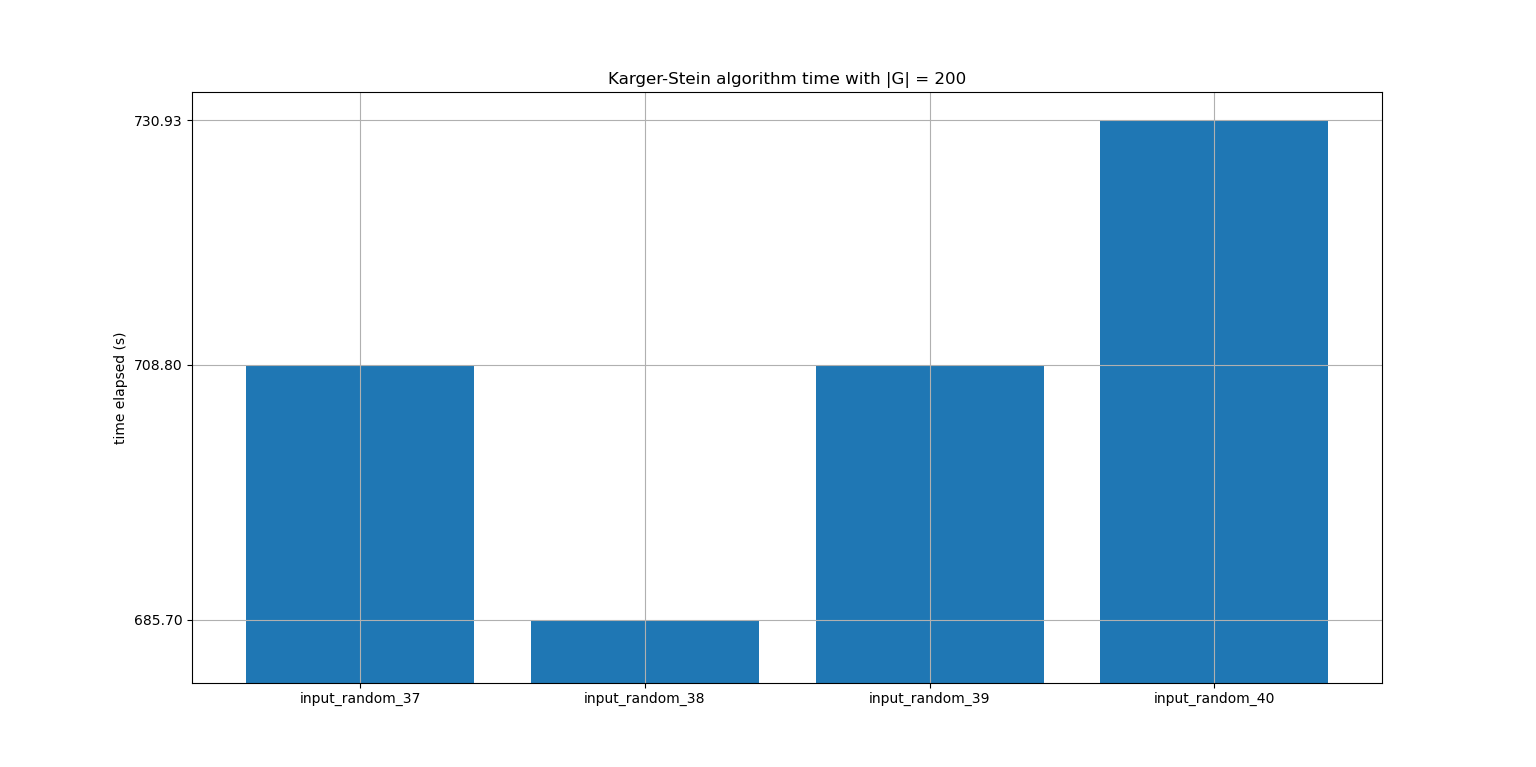 Karger-Stein algorithm time with |G| = 200
730.93
708.80
685.70
time elapsed (s)
input_random_37
input_random_38
input_random_39
input_random_40